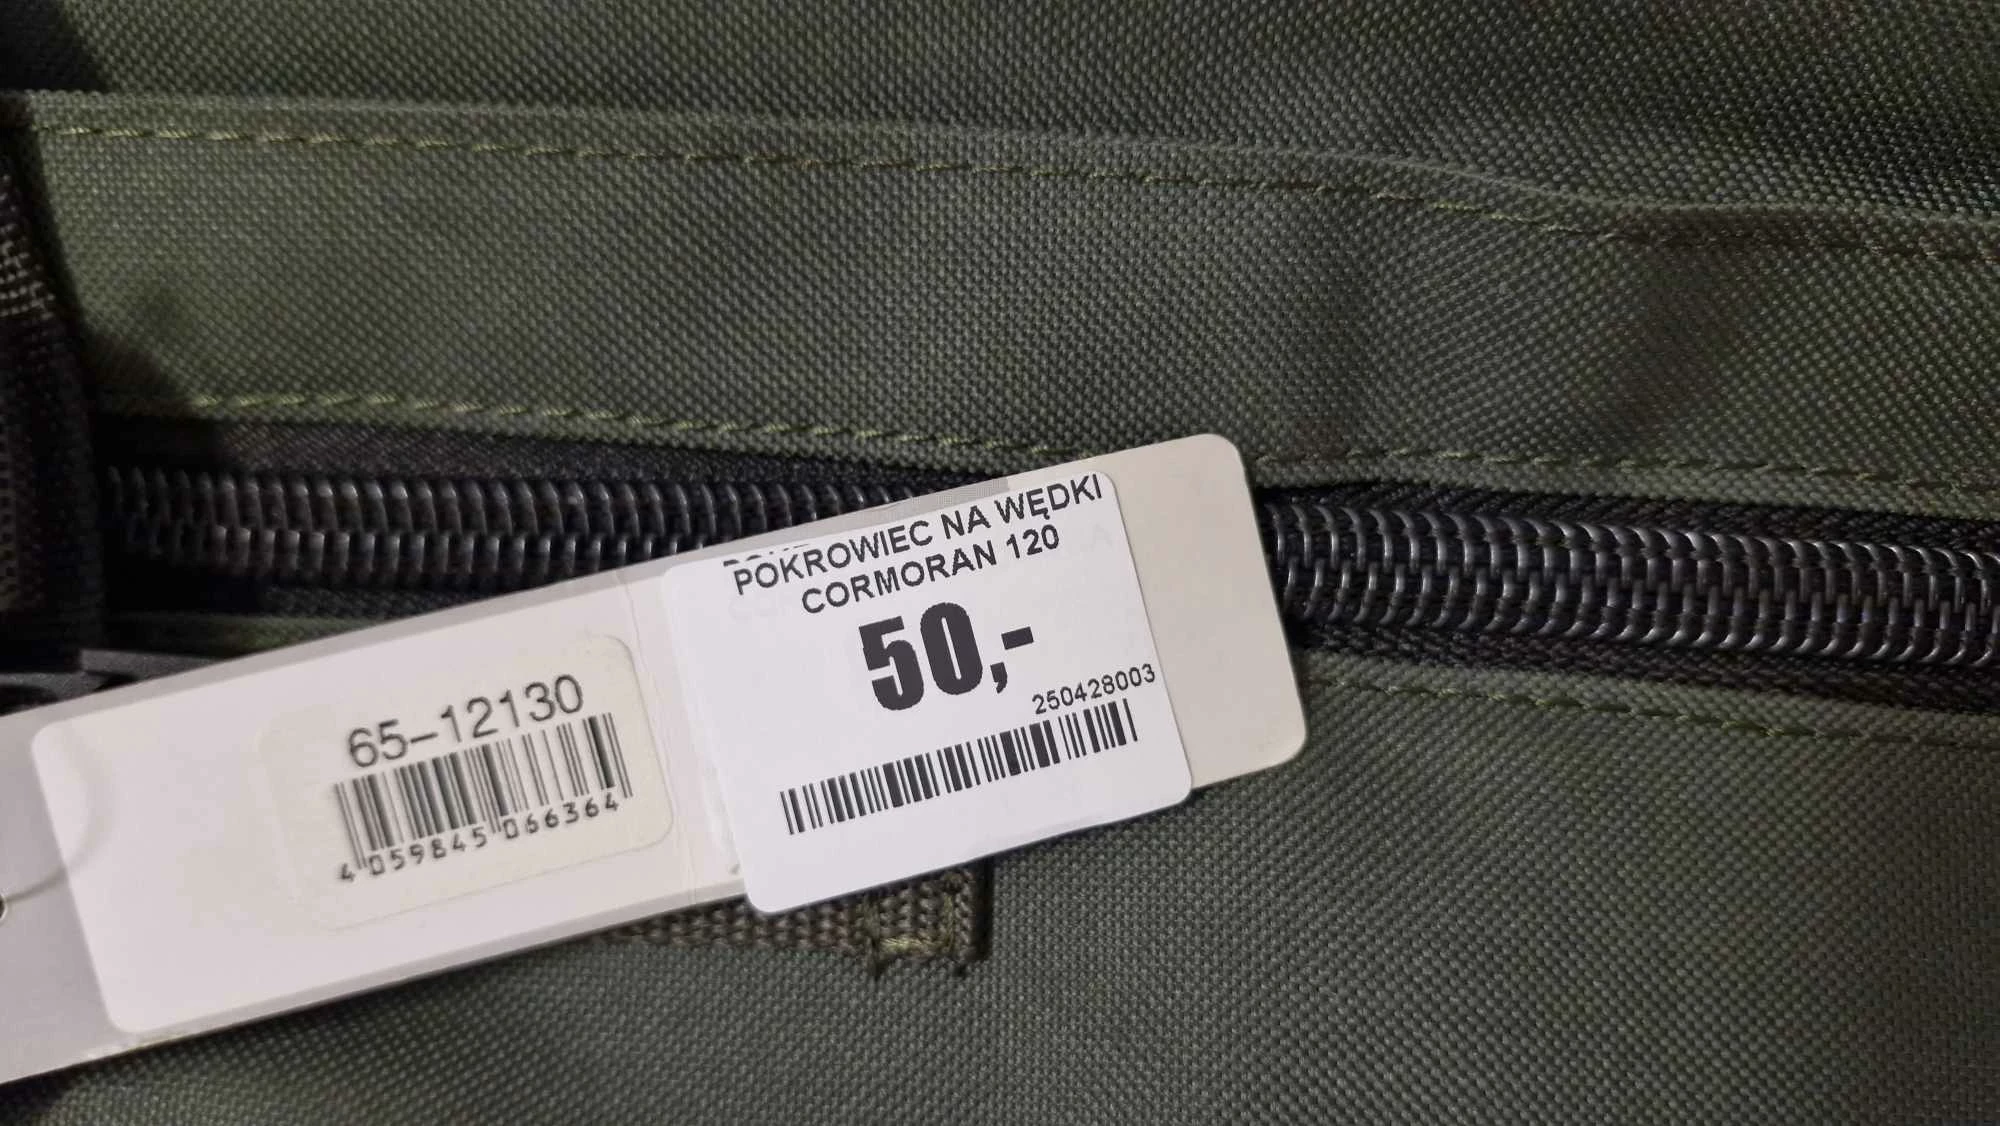 POKROWIEC NA WĘDKI
CORMORAN 120
50,-
250428003
65-12130
4 059845 066364